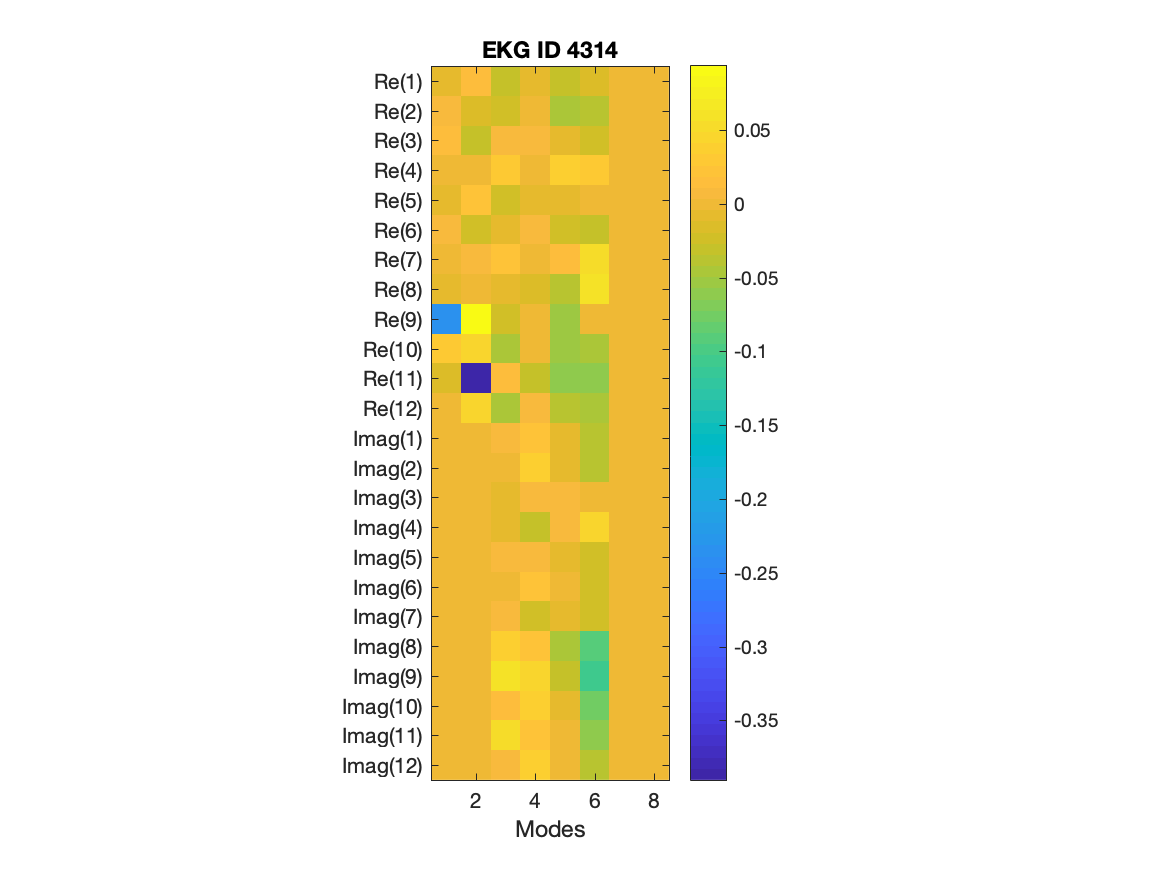 EKG ID 4314
Re(1)
Re(2)
Re(3)
Re(4)
Re(5)
Re(6)
Re(7)
Re(8)
Re(9)
Re(10)
Re(11)
Re(12)
Imag(1)
Imag(2)
Imag(3)
Imag(4)
Imag(5)
Imag(6)
Imag(7)
Imag(8)
Imag(9)
Imag(10)
Imag(11)
Imag(12)
2 4 6 8
Modes
0.05
0
-0.05
-0.1
-0.15
-0.2
-0.25
-0.3
-0.35